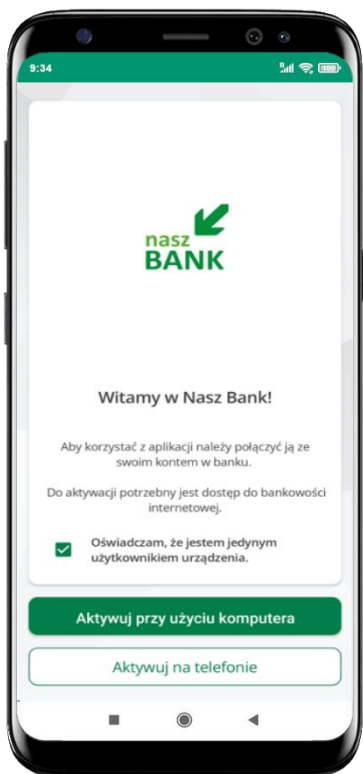 9:34
nasz
BANK
Witamy w Nasz Bank!
Aby korzystać z aplikacji należy połączyć ją ze
swoim kontem w banku.
Do aktywacji potrzebny jest dostęp do bankowości
internetowej.
Oświadczam, że jestem jedynym
użytkownikiem urządzenia.
Aktywuj przy użyciu komputera
Aktywuj na telefonie